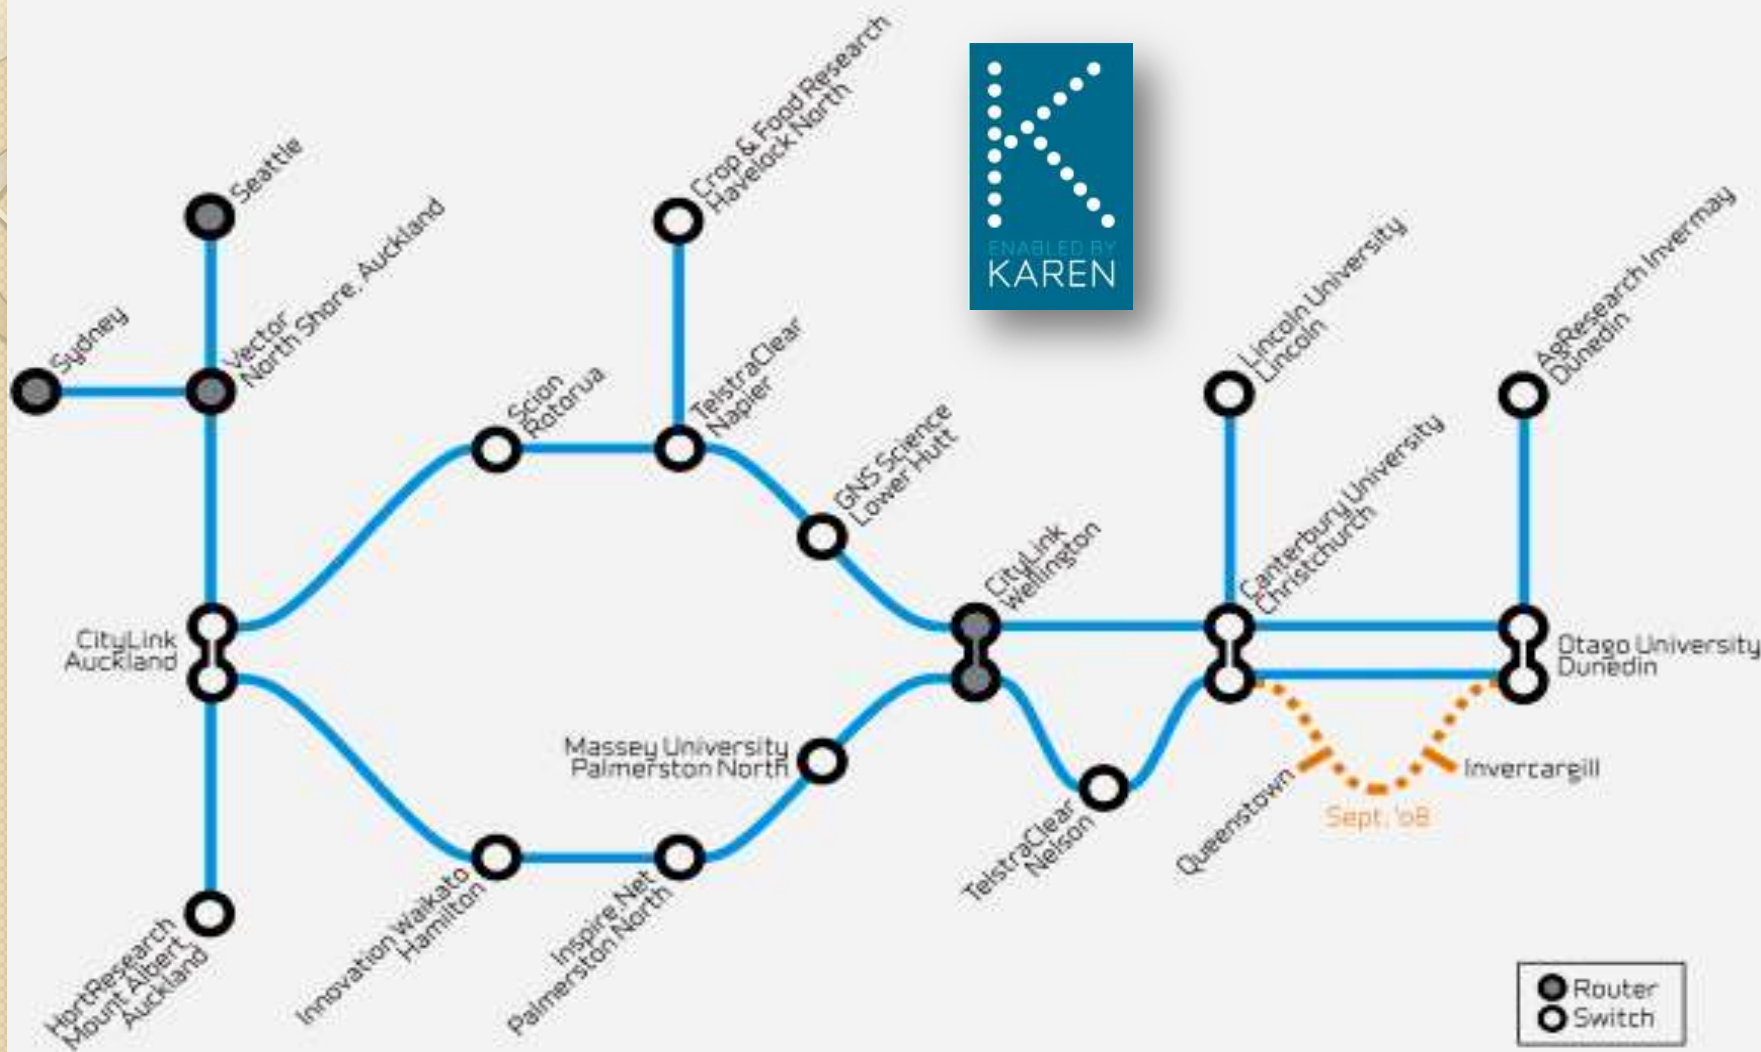 Crop & Food Research
Havelock North
ENABLED BY
KAREN
Seattle
Vector
North Shore, Auckland
Sydney
Scion
Rotorua
TelstraClear
Napier
GNS Science
Lower Hutt
Lincoln University
Lincoln
AgResearch Invermay
Dunedin
CityLink
Wellington
Canterbury University
Christchurch
CityLink
Auckland
Otago University
Dunedin
Massey University
Palmerston North
TelstraClear
Nelson
Queenstown
Invercargill
Sept. '08
Innovation Waikato
Hamilton
Inspire Net
Palmerston North
HortResearch
Mount Albert,
Auckland
Router
Switch